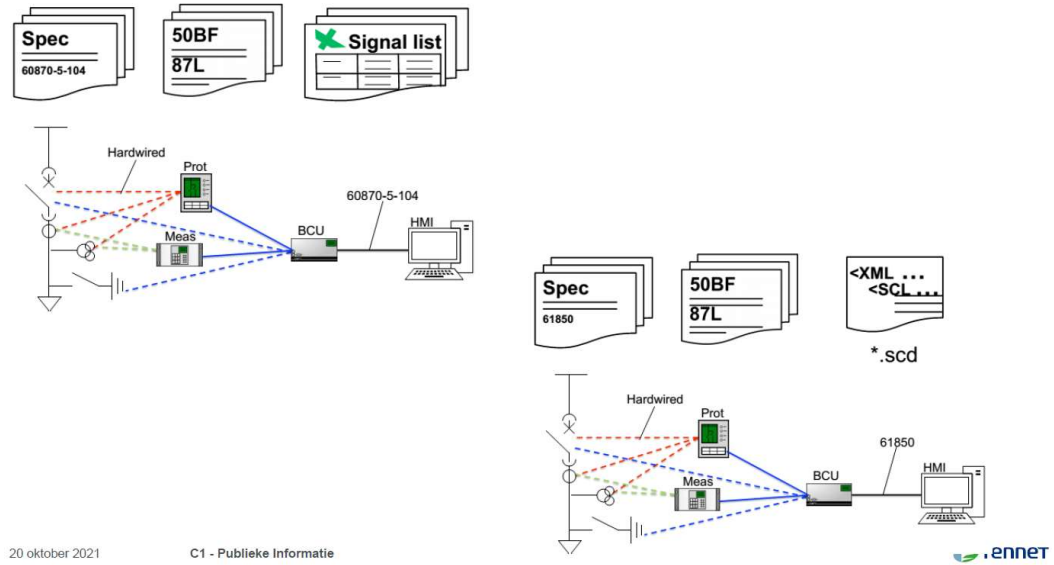 Spec
60870-5-104
50BF
87L
Signal list
Hardwired
Prot
60870-5-104
HMI
BCU
Meas
Spec
61850
50BF
87L
<XML ...
<SCL ...
*.scd
Hardwired
Prot
61850
HMI
BCU
Meas
20 oktober 2021
C1 - Publieke Informatie